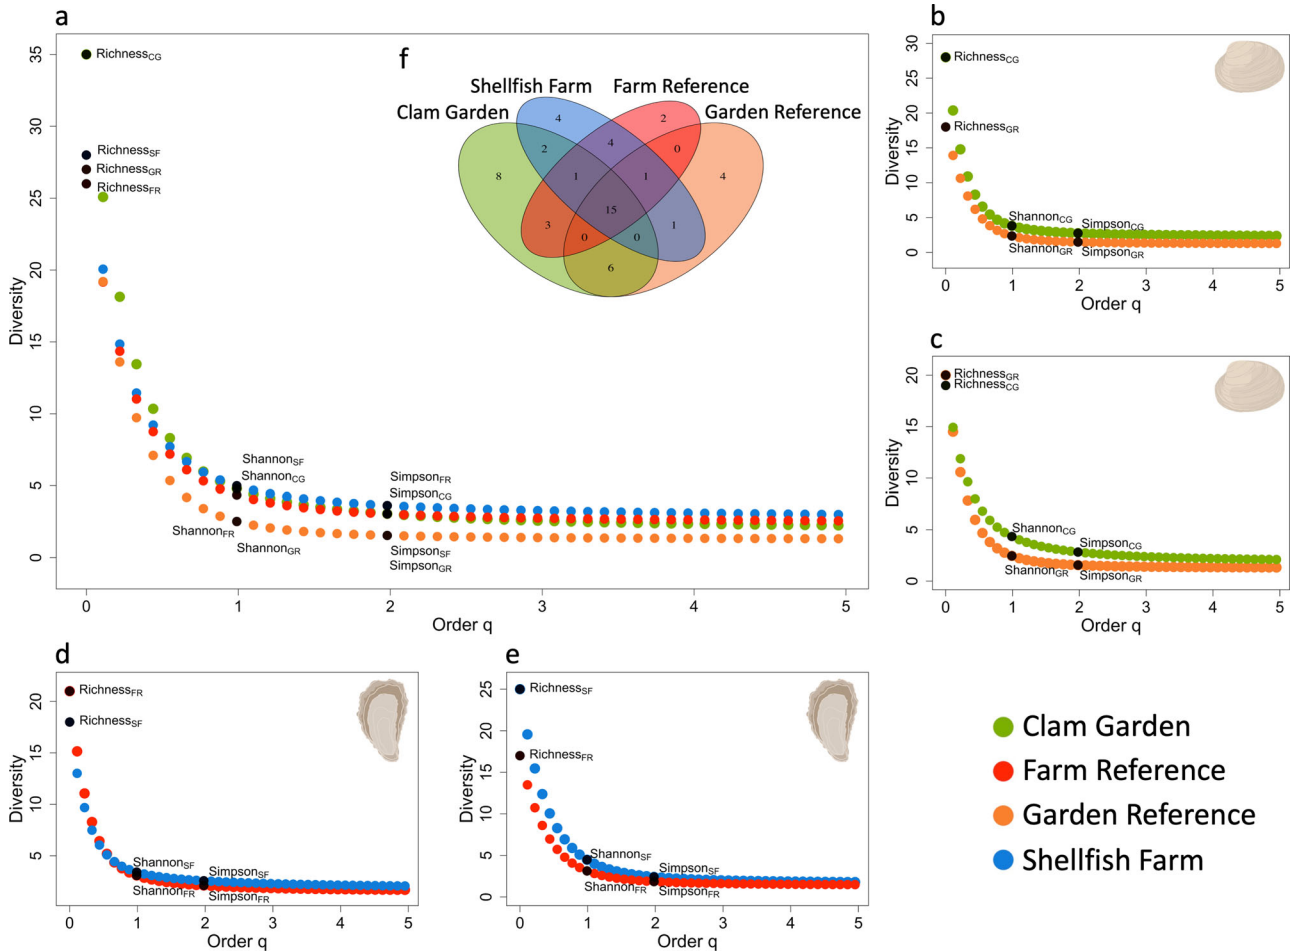 a
35
30
25
20
15
10
5
0
Diversity
0 1 2 3 4 5
Order q
RichnessCG
RichnessSF
RichnessGR
RichnessFR
ShannonSF
ShannonCG
ShannonFR
ShannonGR
SimpsonFR
SimpsonCG
SimpsonSF
SimpsonGR
f
Shellfish Farm Farm Reference
Clam Garden Garden Reference
4 2
2 4 0
8 1 1 4
15
3 0 0 1
6
b
30
25
20
15
10
5
0
Diversity
0 1 2 3 4 5
Order q
RichnessCG
RichnessGR
ShannonCG SimpsonCG
ShannonGR SimpsonGR
c
20
15
10
5
0
Diversity
0 1 2 3 4 5
Order q
RichnessGR
RichnessCG
ShannonCG SimpsonCG
ShannonGR SimpsonGR
d
20
15
10
5
Diversity
0 1 2 3 4 5
Order q
RichnessFR
RichnessSF
ShannonSF SimpsonSF
ShannonFR SimpsonFR
e
25
20
15
10
5
0
Diversity
0 1 2 3 4 5
Order q
RichnessSF
RichnessFR
ShannonSF SimpsonSF
ShannonFR SimpsonFR
Clam Garden
Farm Reference
Garden Reference
Shellfish Farm